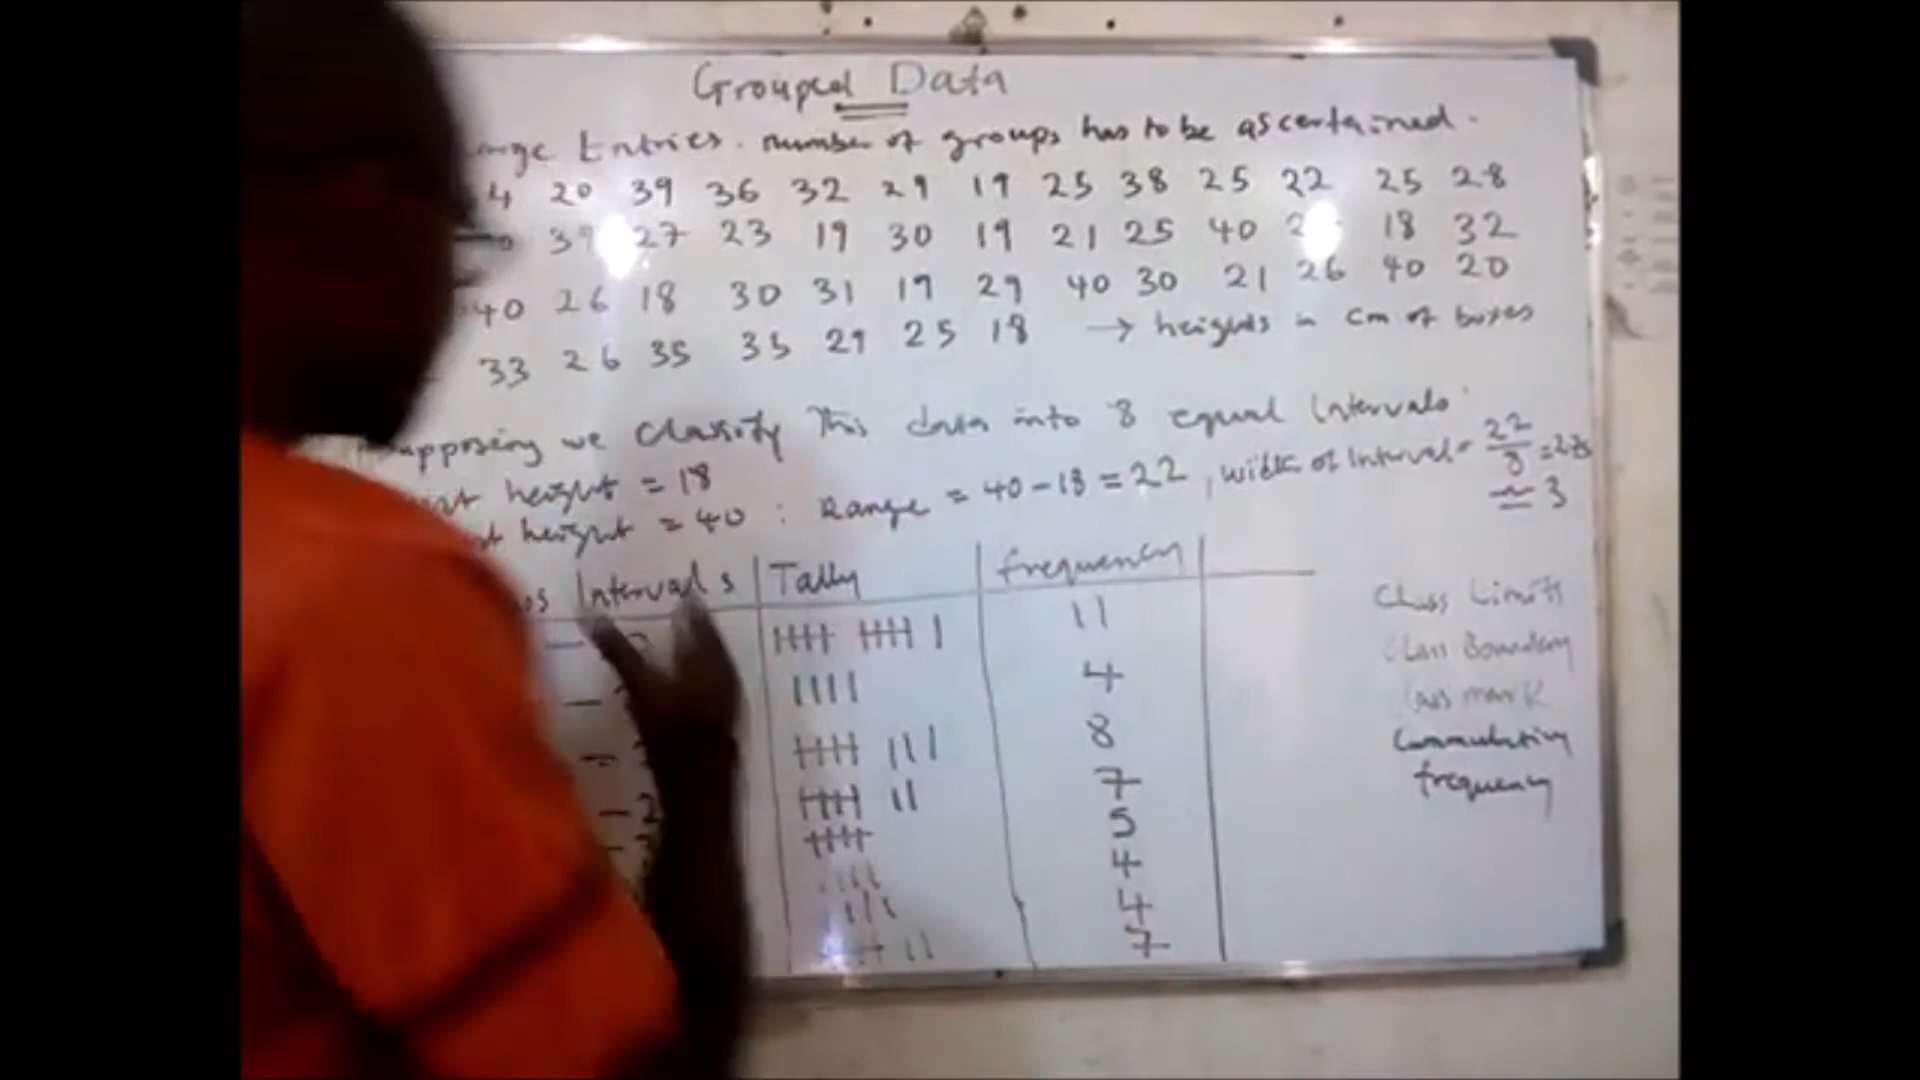 Grouped Data
Entries. number of groups has to be ascertained.
4 20 39 36 32 29 19 25 38 25 22 25 28
39 27 23 19 30 19 21 25 40 18 32
40 26 18 30 31 19 29 40 30 21 26 40 20
33 26 35 35 29 25 18 → heights in cm of boxes
we classify this data into 8 equal Intervals
height = 18
height = 40 : Range = 40-18=22, width of Interval = 22/8 = 2.75
≃ 3
Intervals Tally frequency
|||| |||| | 11
|||| 4
|||| ||| 8
|||| || 7
|||| 5
|||| 4
4
|| 7
Class Limits
Class Boundary
mark
Cummulative
frequency